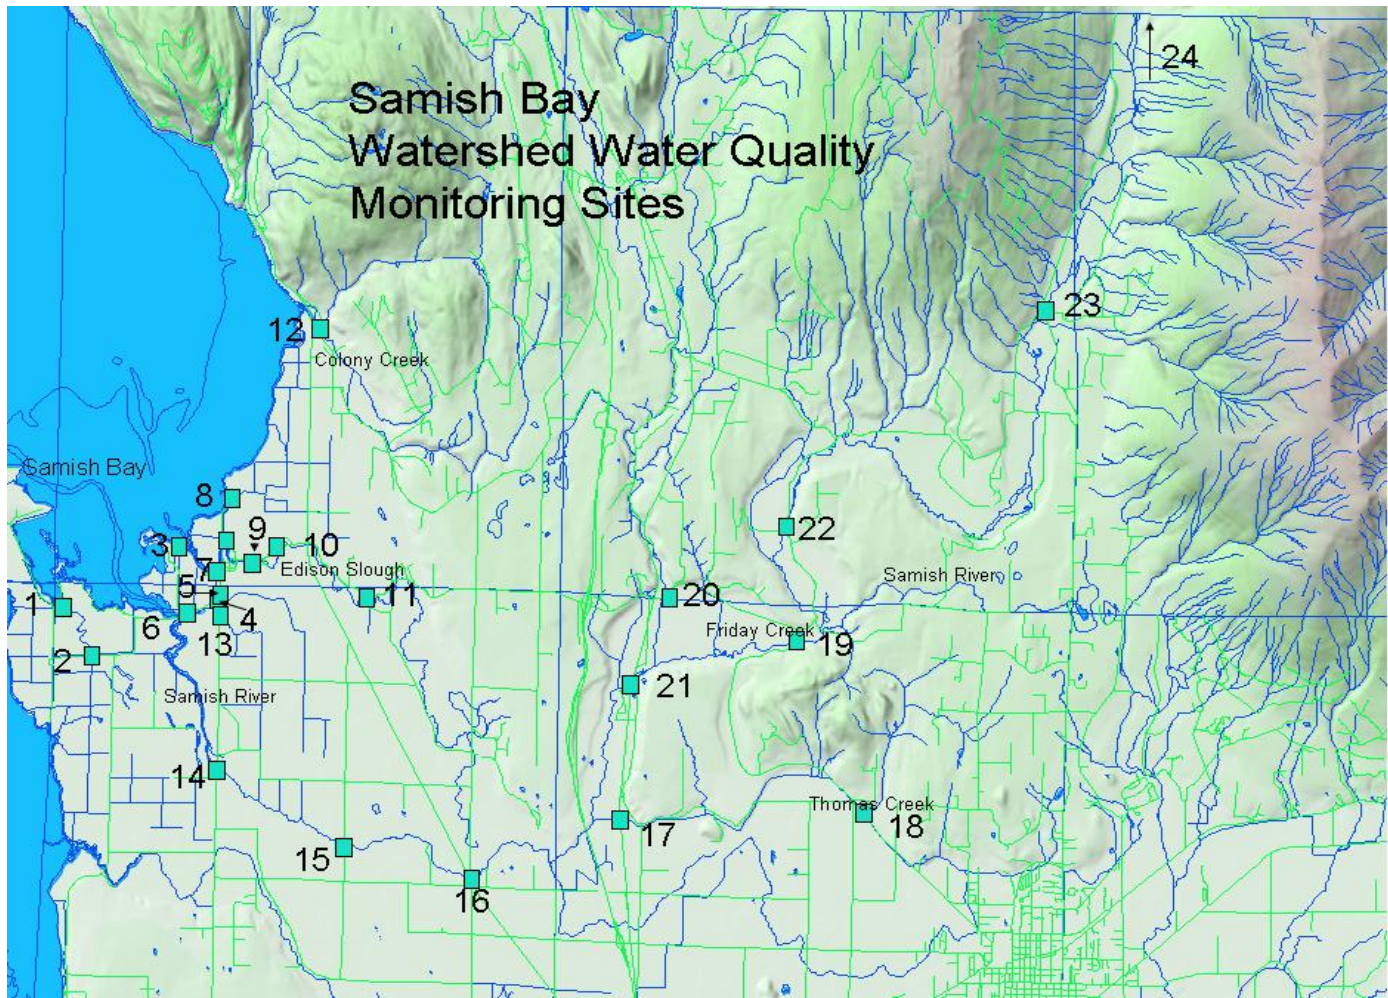 24
Samish Bay
Watershed Water Quality
Monitoring Sites
23
12
Colony Creek
Samish Bay
8
9
22
3
10
7
Edison Slough
Samish River
5
11
20
1
6
4
13
Friday Creek
19
2
21
Samish River
14
Thomas Creek
17
18
15
16